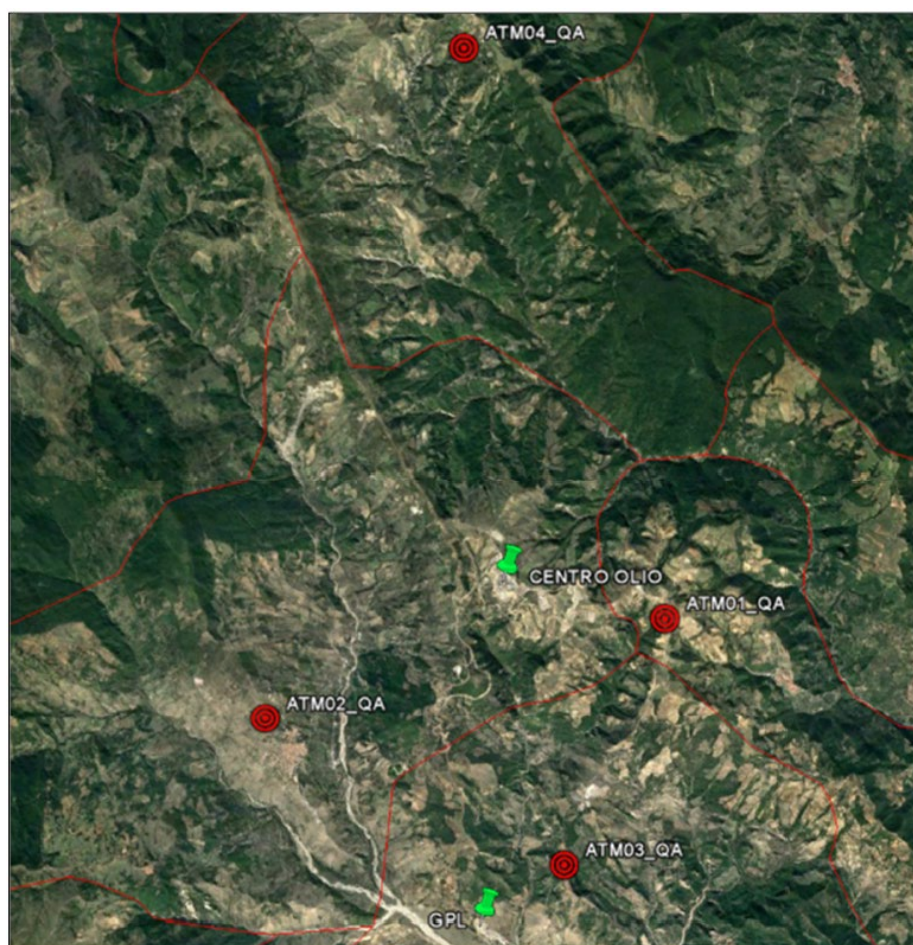 ATM04_QA
CENTRO OLIO
ATM01_QA
ATM02_QA
ATM03_QA
GPL